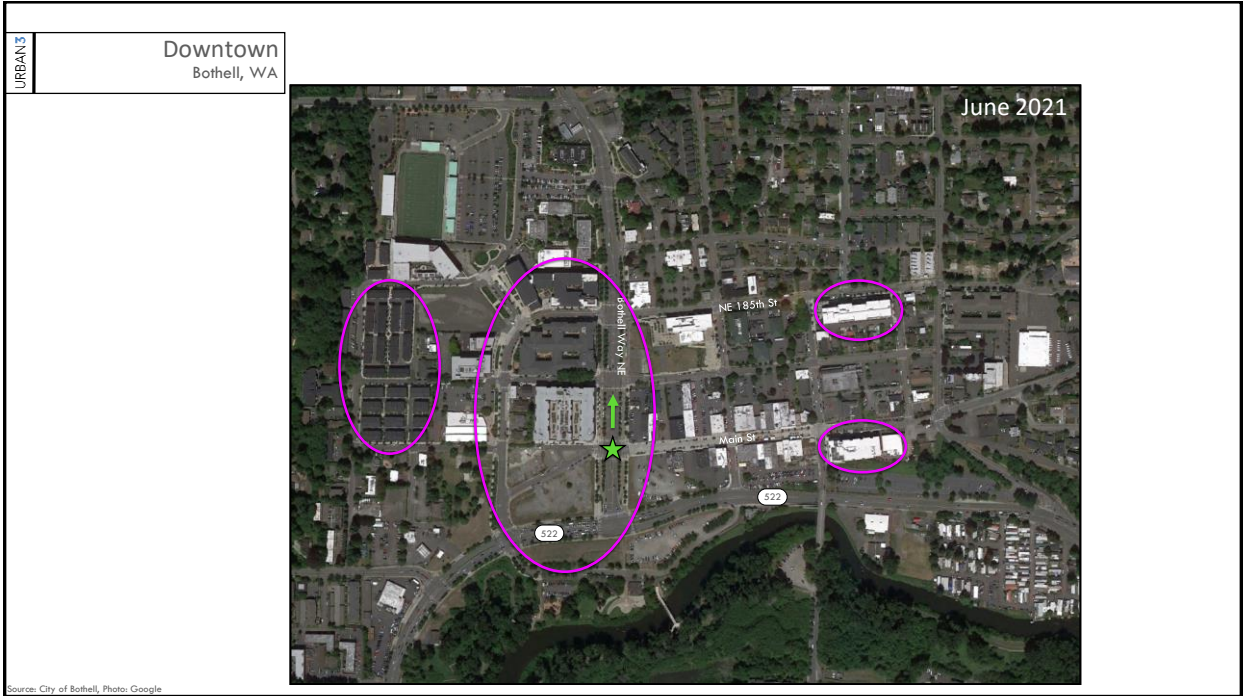 URBAN3
Downtown
Bothell, WA
June 2021
NE 185th St
Bothell Way NE
Main St
522
522
Source: City of Bothell, Photo: Google